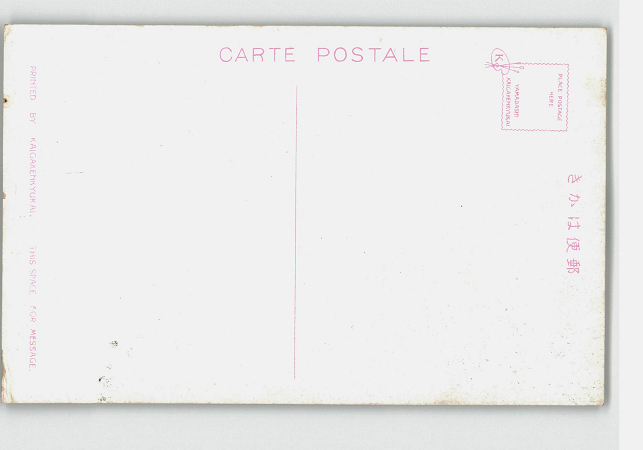 CARTE POSTALE
K
PLACE POSTAGE
HERE
KAIGAKENKYUKAI
きかは便郵
PRINTED BY KAIGAKENKYUKAI. THIS SPACE FOR MESSAGE.